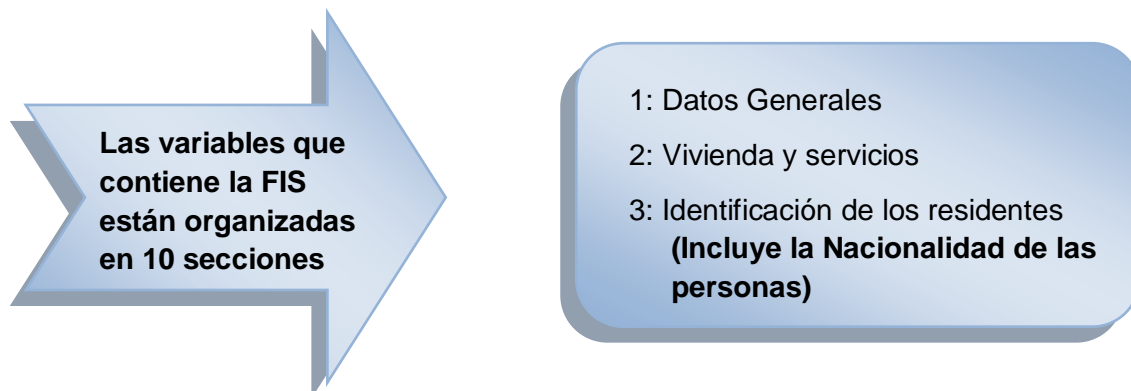 Las variables que
contiene la FIS
están organizadas
en 10 secciones
1: Datos Generales
2: Vivienda y servicios
3: Identificación de los residentes
(Incluye la Nacionalidad de las
personas)